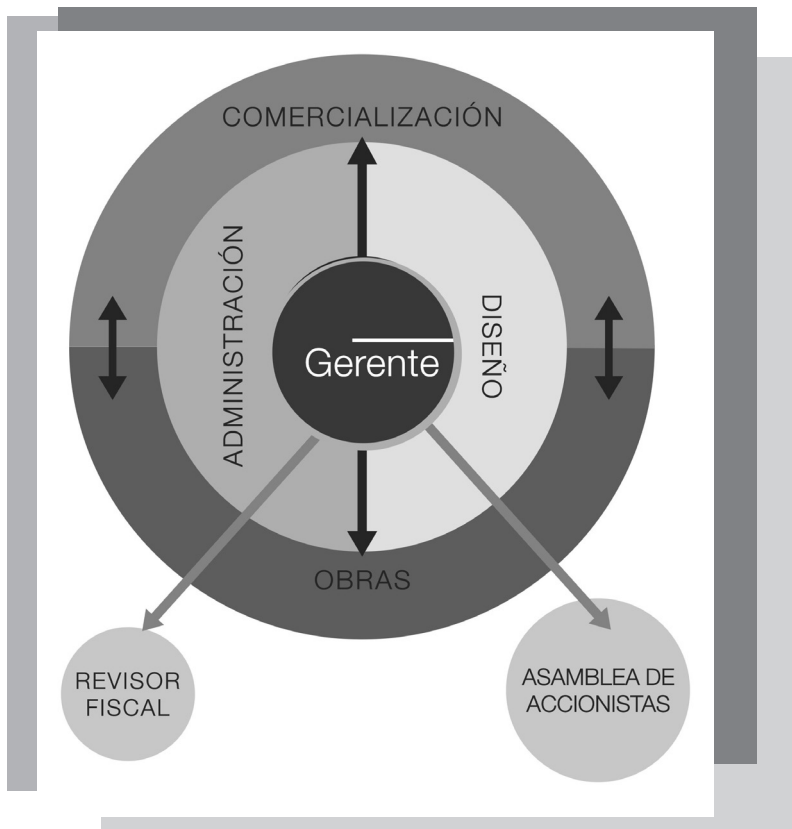 COMERCIALIZACIÓN
ADMINISTRACIÓN
DISEÑO
Gerente
OBRAS
REVISOR
FISCAL
ASAMBLEA DE
ACCIONISTAS